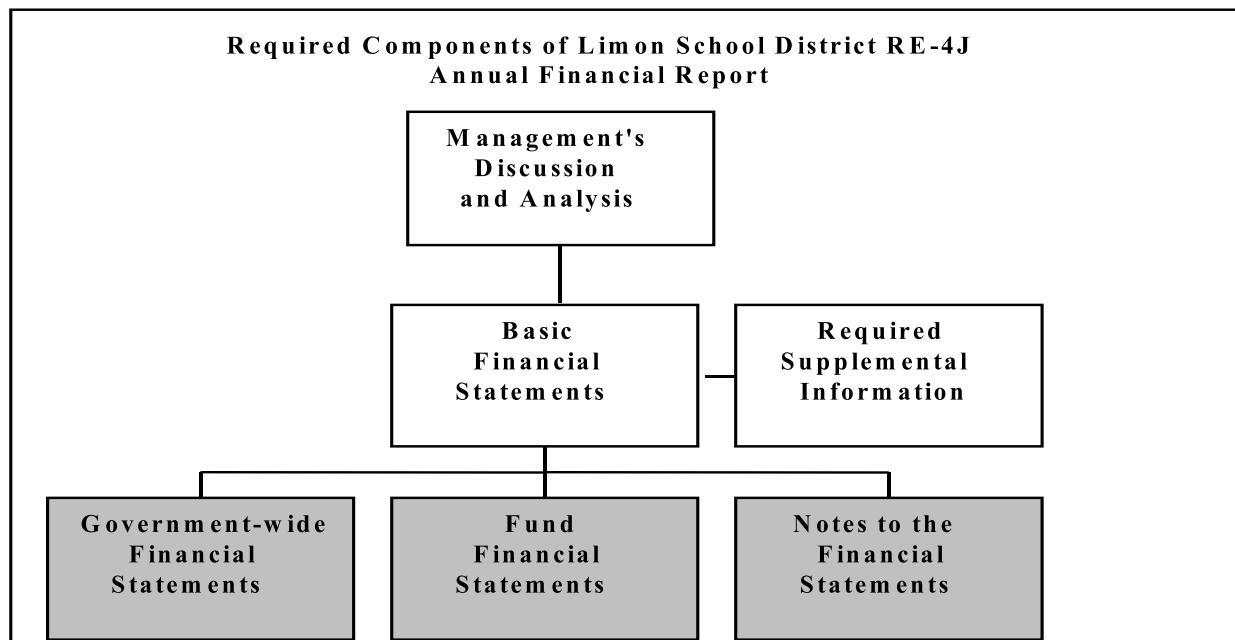 Required Components of Limon School District RE-4J
Annual Financial Report
Management's
Discussion
and Analysis
Basic
Financial
Statements
Required
Supplemental
Information
Government-wide
Financial
Statements
Fund
Financial
Statements
Notes to the
Financial
Statements